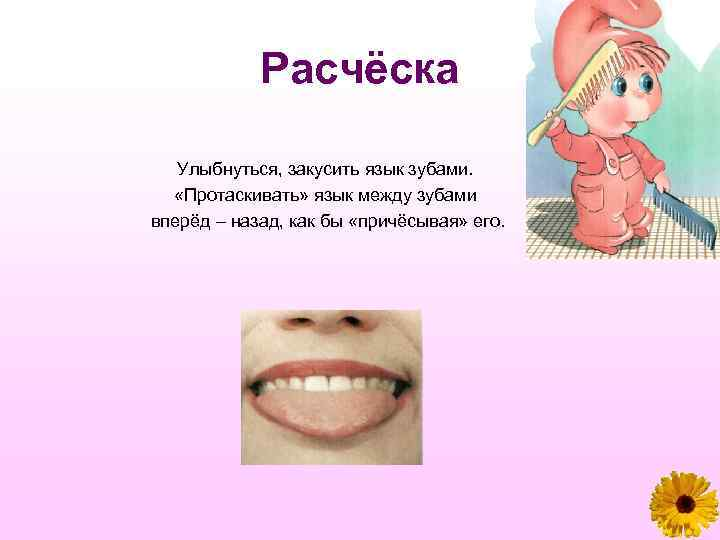 Расчёска
Улыбнуться, закусить язык зубами.
«Протаскивать» язык между зубами
вперёд – назад, как бы «причёсывая» его.